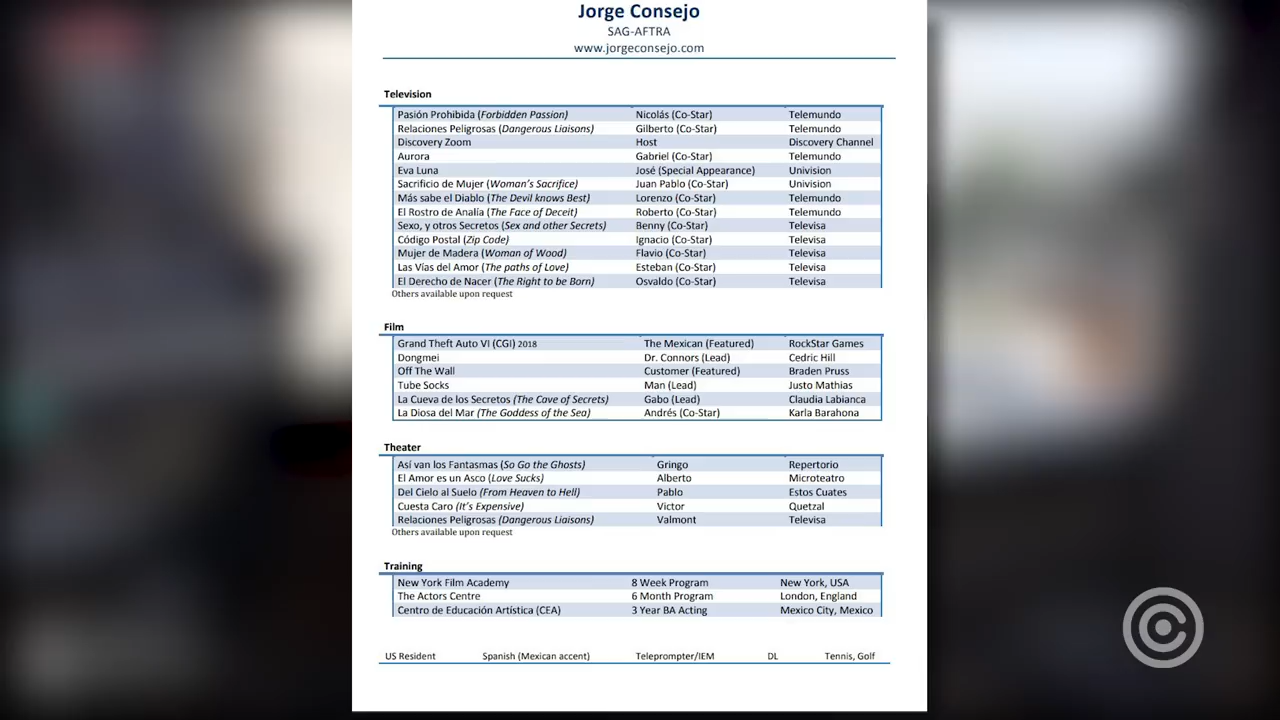 Jorge Consejo
SAG-AFTRA
www.jorgeconsejo.com
Television
Pasión Prohibida (Forbidden Passion) Nicolás (Co-Star) Telemundo
Relaciones Peligrosas (Dangerous Liaisons) Gilberto (Co-Star) Telemundo
Discovery Zoom Host Discovery Channel
Aurora Gabriel (Co-Star) Telemundo
Eva Luna José (Special Appearance) Univision
Sacrificio de Mujer (Woman's Sacrifice) Juan Pablo (Co-Star) Univision
Más sabe el Diablo (The Devil knows Best) Lorenzo (Co-Star) Telemundo
El Rostro de Analía (The Face of Deceit) Roberto (Co-Star) Telemundo
Sexo, y otros Secretos (Sex and other Secrets) Benny (Co-Star) Televisa
Código Postal (Zip Code) Ignacio (Co-Star) Televisa
Mujer de Madera (Woman of Wood) Flavio (Co-Star) Televisa
Las Vías del Amor (The paths of Love) Esteban (Co-Star) Televisa
El Derecho de Nacer (The Right to be Born) Osvaldo (Co-Star) Televisa
Others available upon request
Film
Grand Theft Auto VI (CGI) 2018 The Mexican (Featured) RockStar Games
Dongmei Dr. Connors (Lead) Cedric Hill
Off The Wall Customer (Featured) Braden Pruss
Tube Socks Man (Lead) Justo Mathias
La Cueva de los Secretos (The Cave of Secrets) Gabo (Lead) Claudia Labianca
La Diosa del Mar (The Goddess of the Sea) Andrés (Co-Star) Karla Barahona
Theater
Así van los Fantasmas (So Go the Ghosts) Gringo Repertorio
El Amor es un Asco (Love Sucks) Alberto Microteatro
Del Cielo al Suelo (From Heaven to Hell) Pablo Estos Cuates
Cuesta Caro (It's Expensive) Victor Quetzal
Relaciones Peligrosas (Dangerous Liaisons) Valmont Televisa
Others available upon request
Training
New York Film Academy 8 Week Program New York, USA
The Actors Centre 6 Month Program London, England
Centro de Educación Artística (CEA) 3 Year BA Acting Mexico City, Mexico
US Resident Spanish (Mexican accent) Teleprompter/IEM DL Tennis, Golf